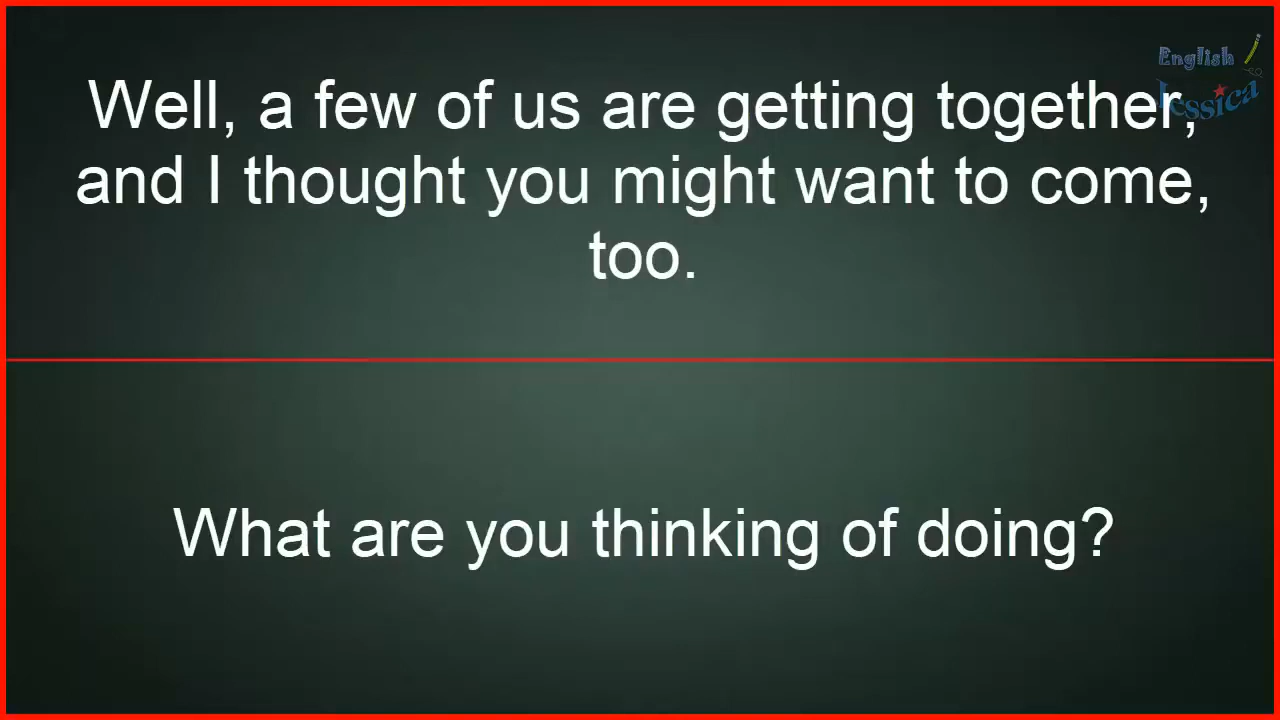 English
Jessica
Well, a few of us are getting together,
and I thought you might want to come,
too.
What are you thinking of doing?